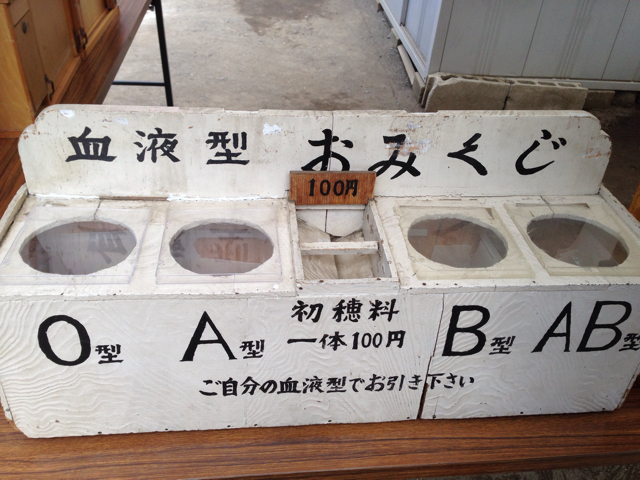 血液型 おみくじ
100円
初穂料
一体100円
O型 A型 B型 AB型
ご自分の血液型でお引き下さい